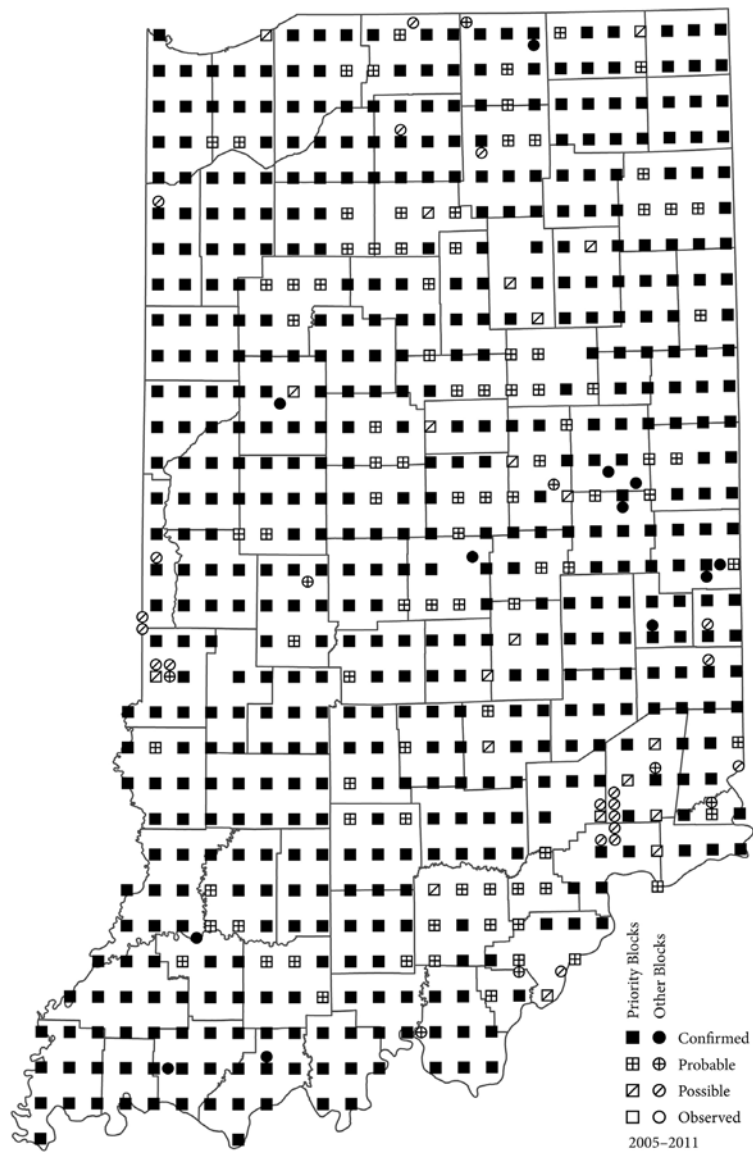 Priority Blocks
Other Blocks
Confirmed
Probable
Possible
Observed
2005–2011